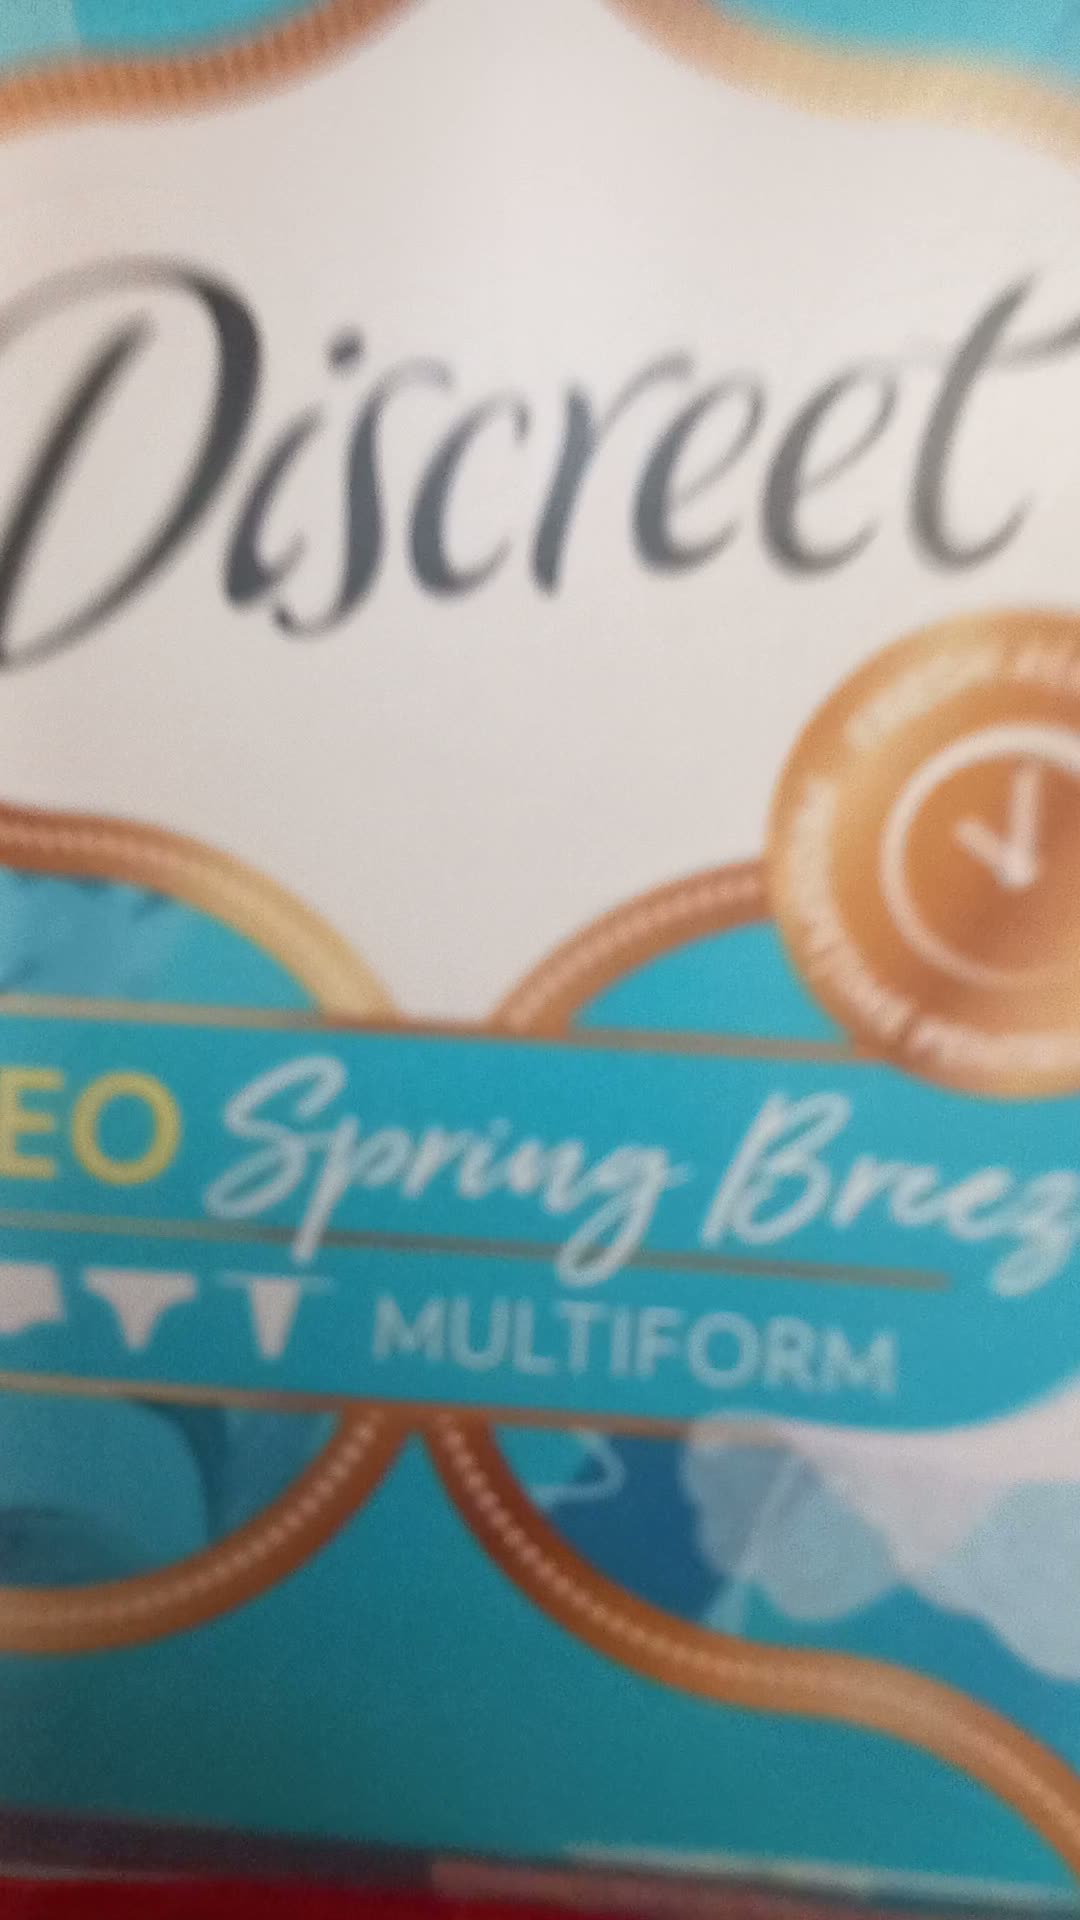 Discreet
EO Spring Breez
MULTIFORM